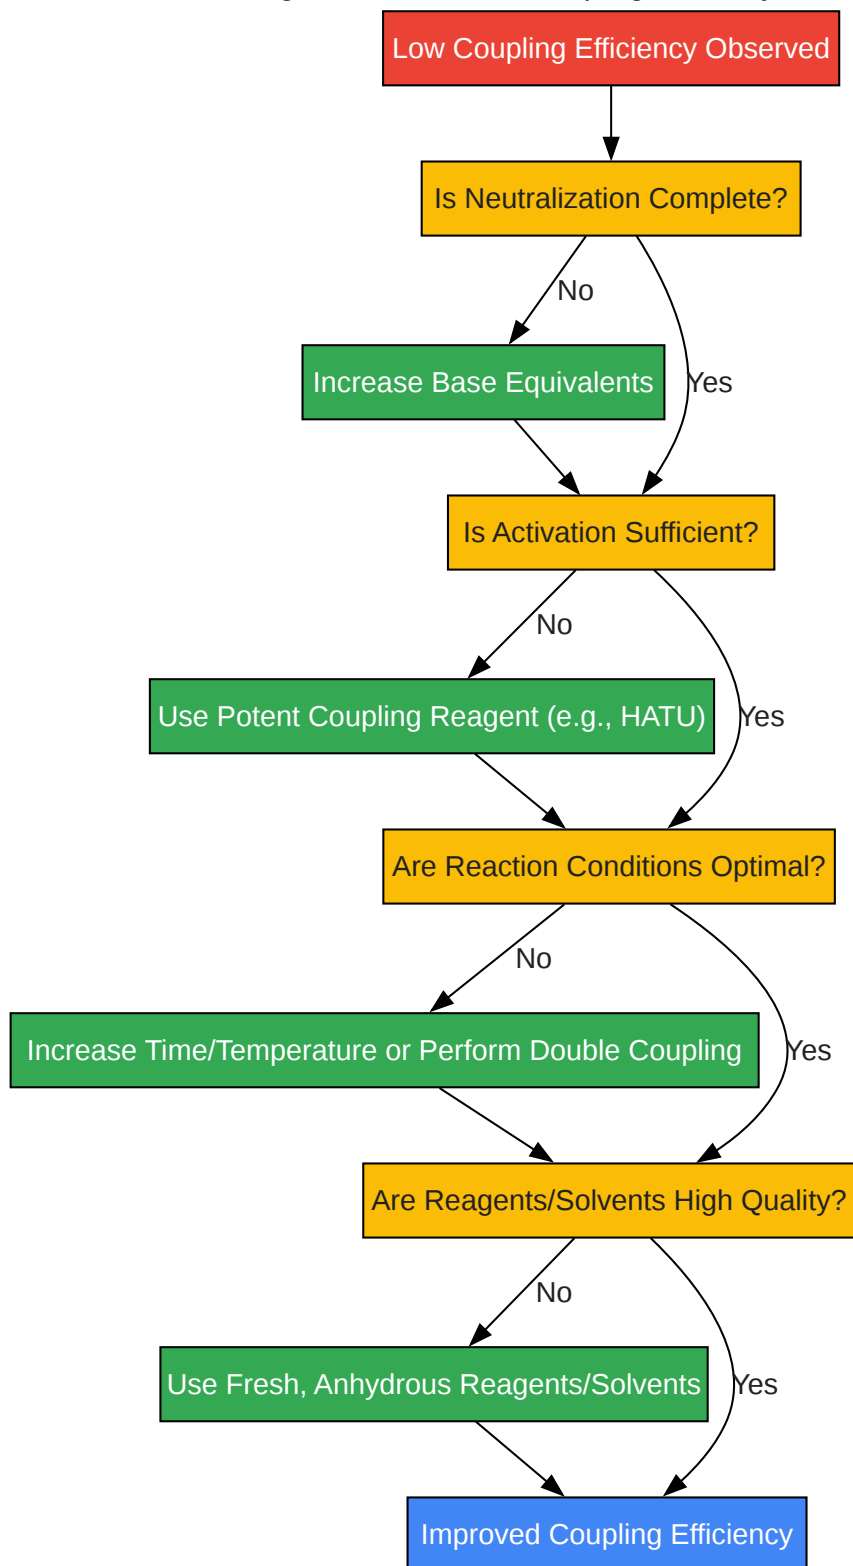 Low Coupling Efficiency Observed
Is Neutralization Complete?
No
Increase Base Equivalents
Yes
Is Activation Sufficient?
No
Use Potent Coupling Reagent (e.g., HATU)
Yes
Are Reaction Conditions Optimal?
No
Increase Time/Temperature or Perform Double Coupling
Yes
Are Reagents/Solvents High Quality?
No
Use Fresh, Anhydrous Reagents/Solvents
Yes
Improved Coupling Efficiency